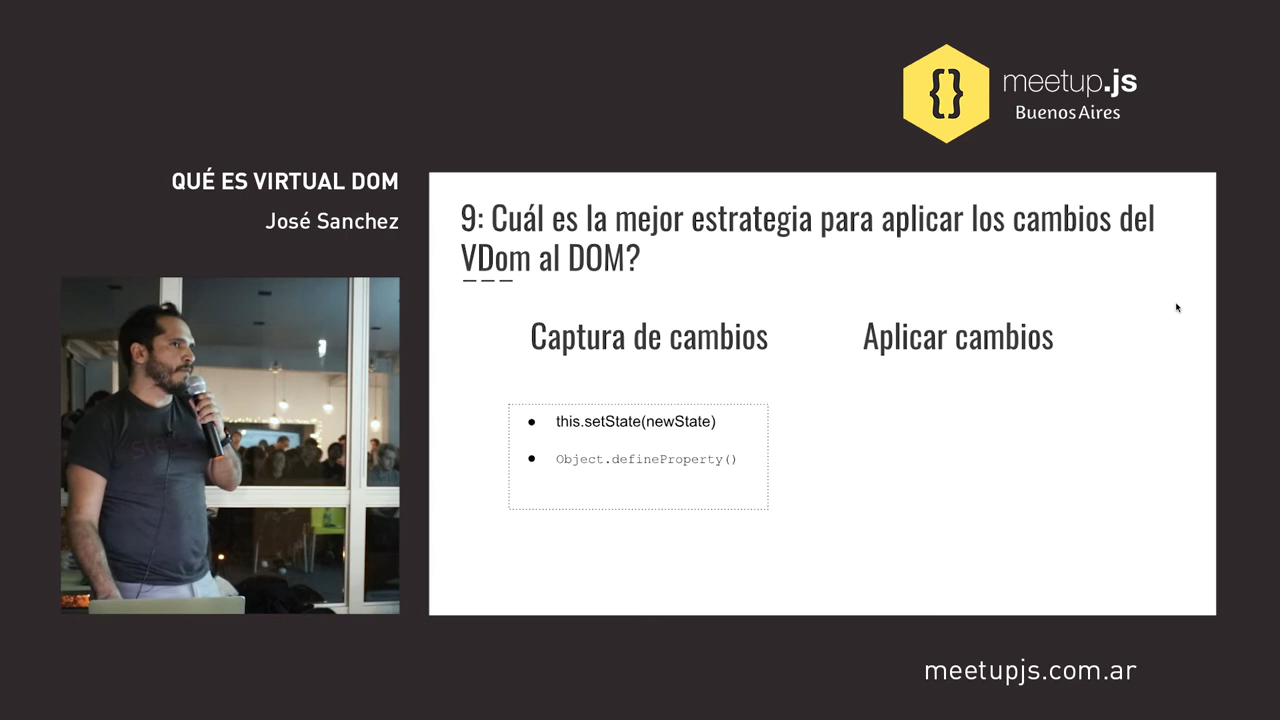 {}
meetup.js
Buenos Aires
QUÉ ES VIRTUAL DOM
José Sanchez
9: Cuál es la mejor estrategia para aplicar los cambios del
VDom al DOM?
Captura de cambios
Aplicar cambios
● this.setState(newState)
● Object.defineProperty()
meetupjs.com.ar